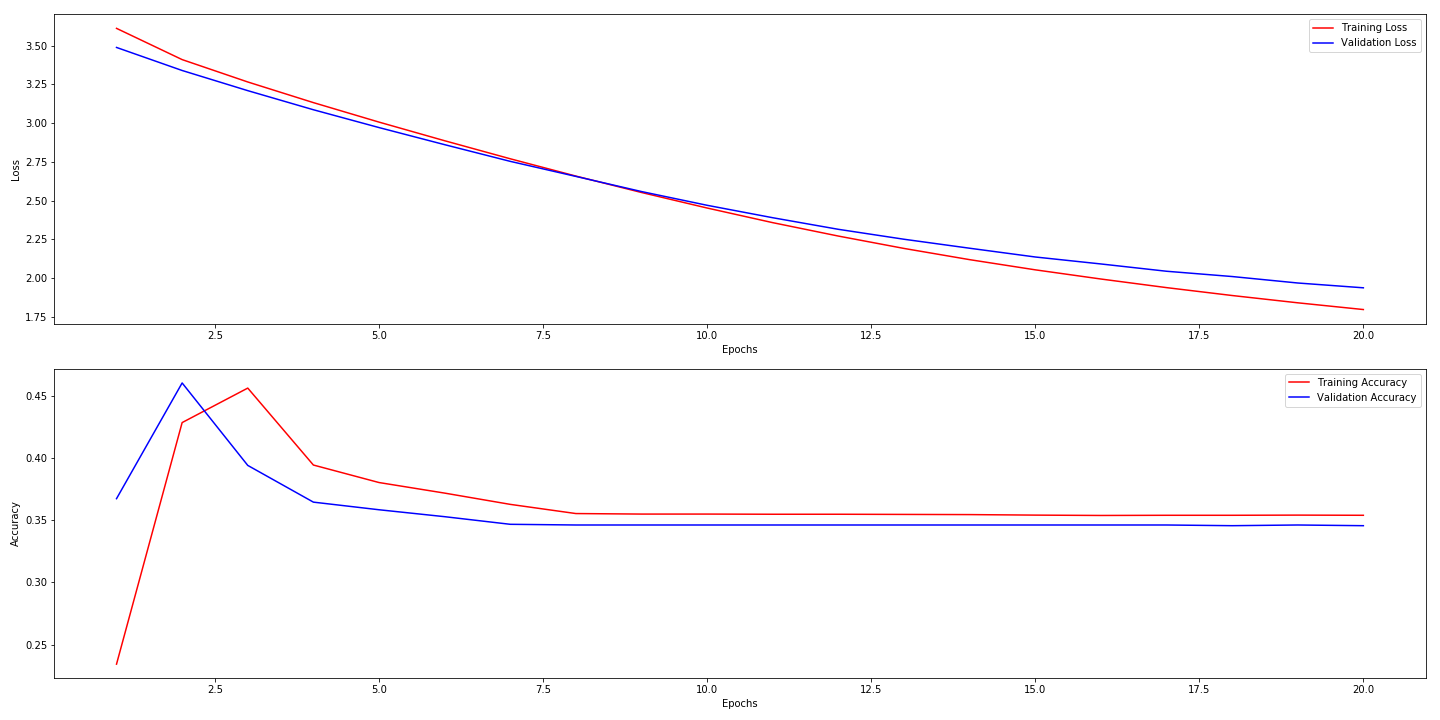 Training Loss
Validation Loss
3.50
3.25
3.00
2.75
2.50
2.25
2.00
1.75
Loss
2.5 5.0 7.5 10.0 12.5 15.0 17.5 20.0
Epochs
Training Accuracy
Validation Accuracy
0.45
0.40
0.35
0.30
0.25
Accuracy
2.5 5.0 7.5 10.0 12.5 15.0 17.5 20.0
Epochs